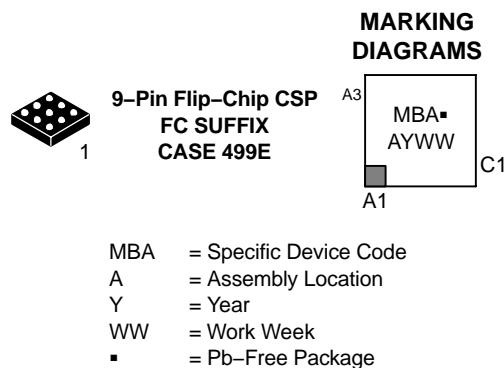 MARKING
DIAGRAMS
9–Pin Flip–Chip CSP
FC SUFFIX
CASE 499E
1
A3
MBA▪
AYWW
C1
A1
MBA = Specific Device Code
A = Assembly Location
Y = Year
WW = Work Week
▪ = Pb–Free Package